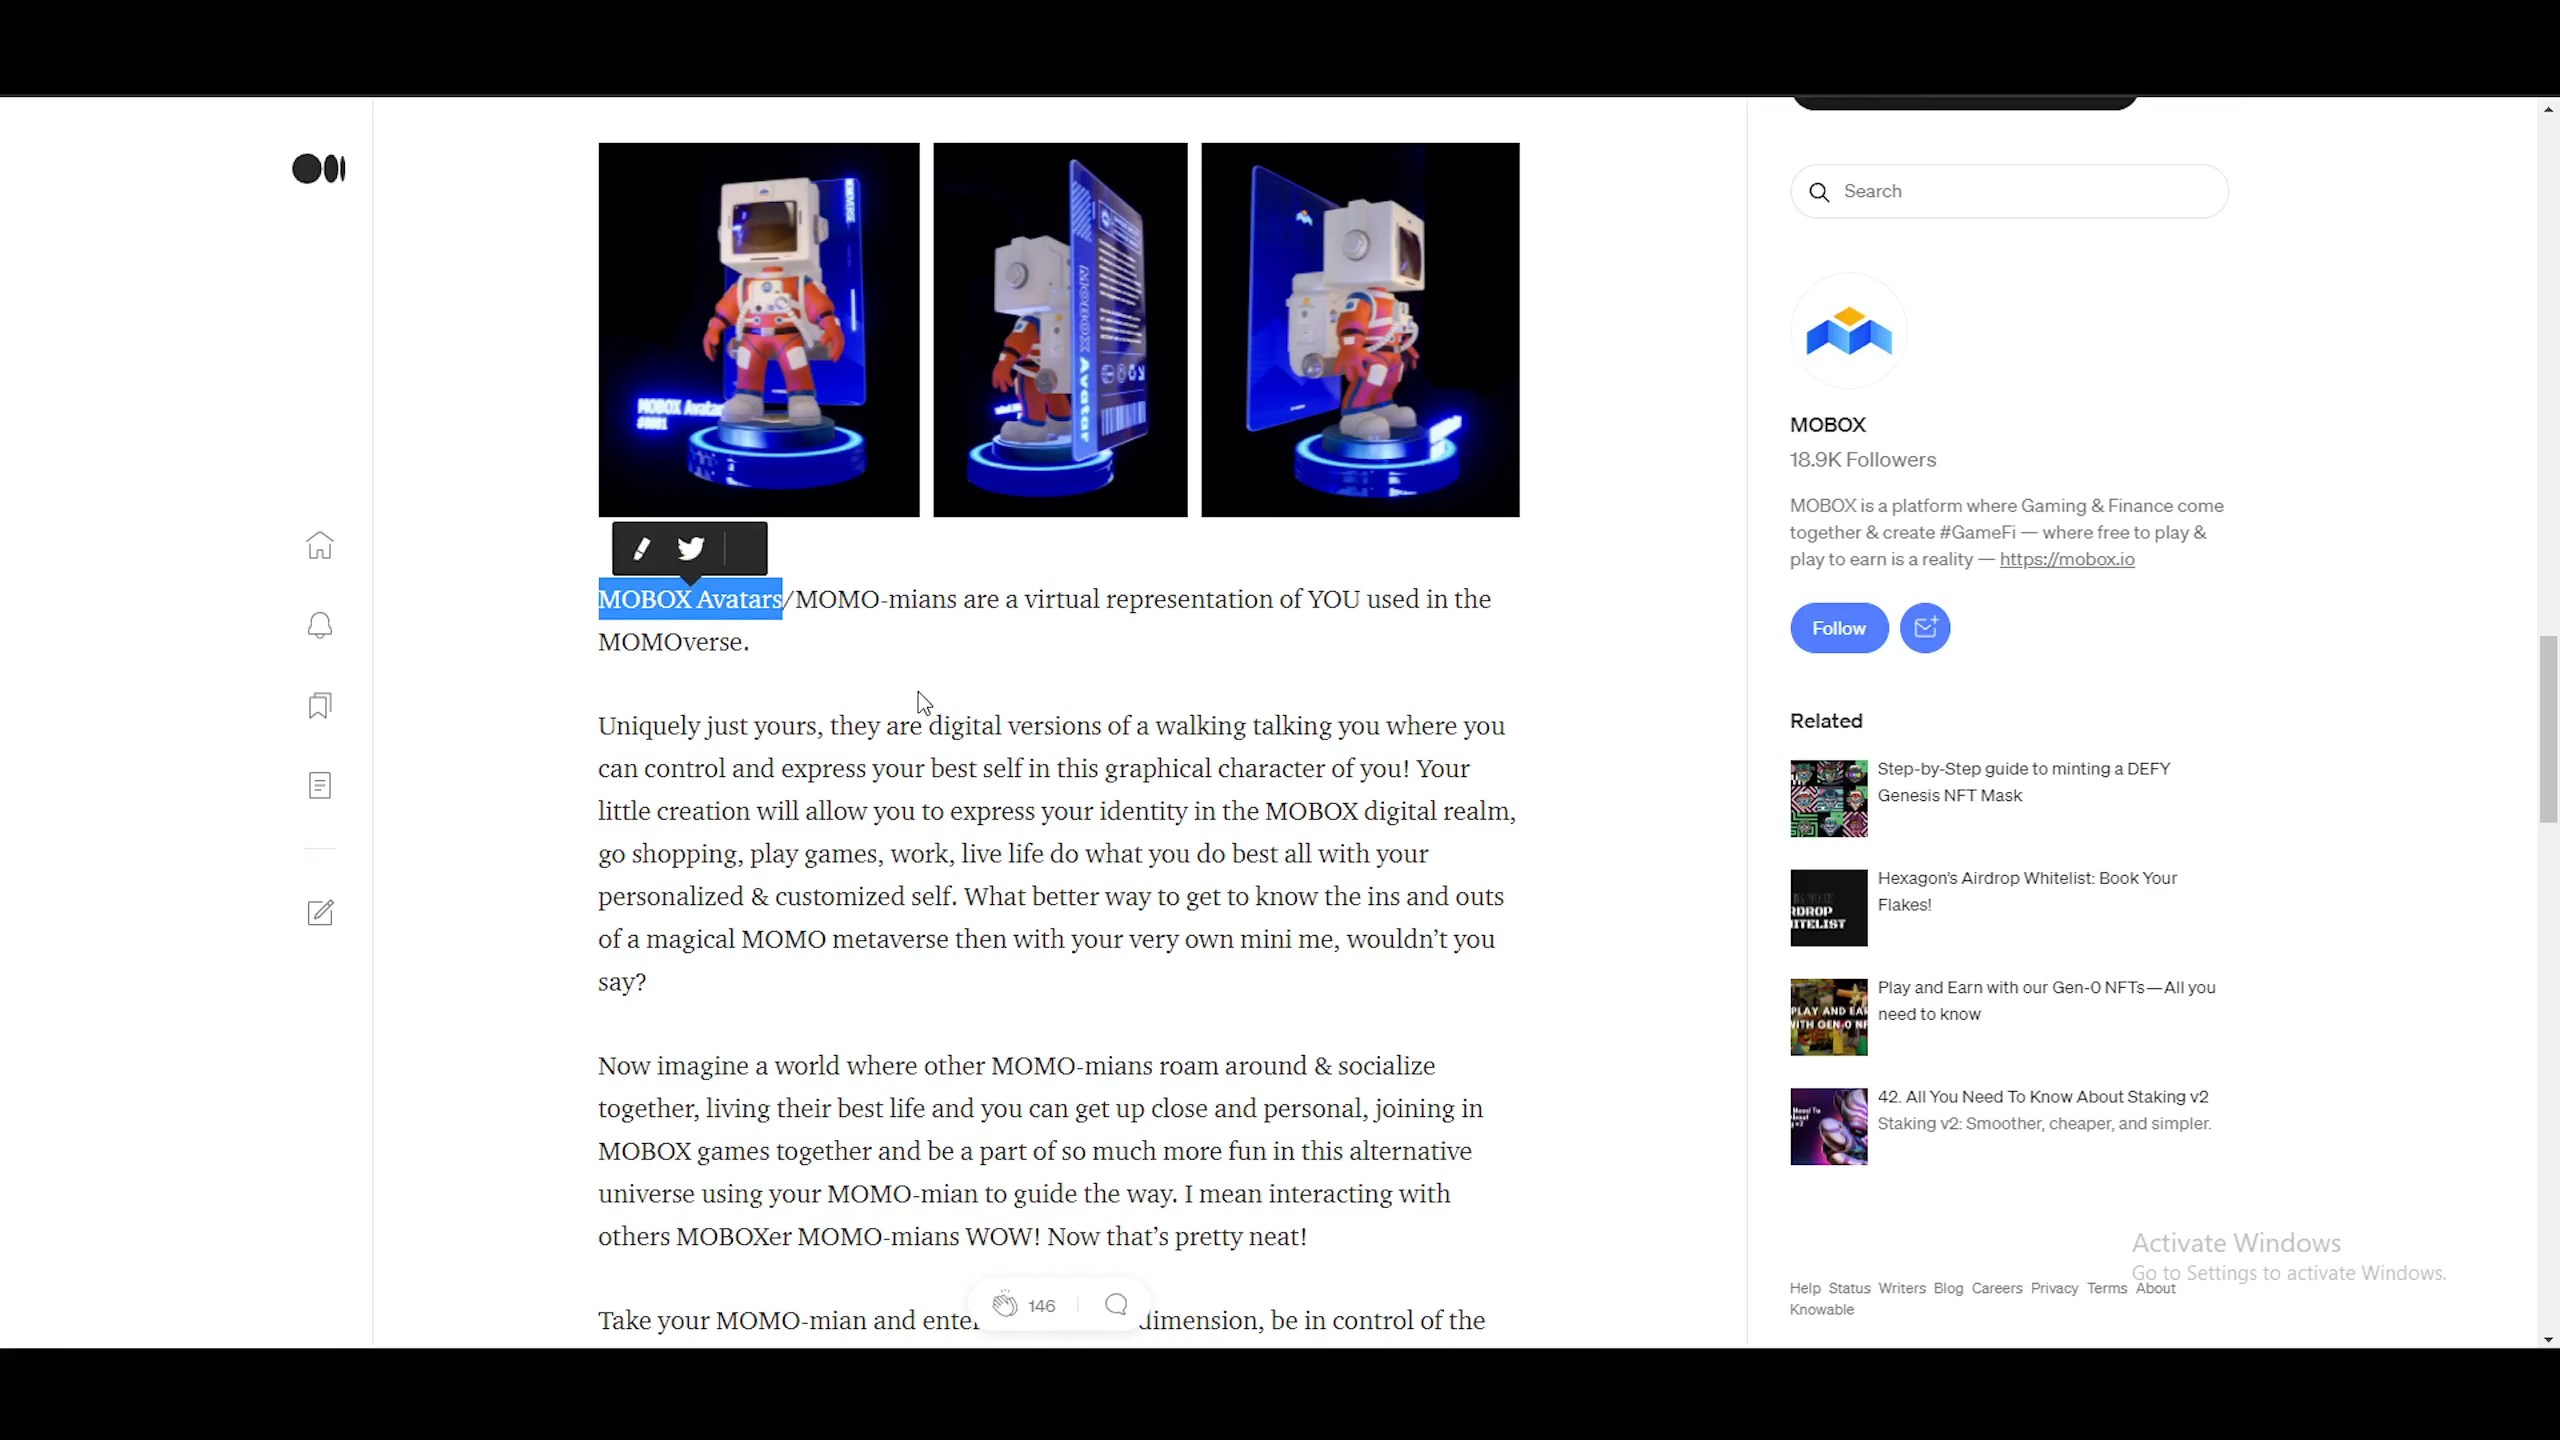 MOBOX Avatar
#0001
MOBOX Avatar
MOBOX Avatars/MOMO-mians are a virtual representation of YOU used in the
MOMOverse.
Uniquely just yours, they are digital versions of a walking talking you where you
can control and express your best self in this graphical character of you! Your
little creation will allow you to express your identity in the MOBOX digital realm,
go shopping, play games, work, live life do what you do best all with your
personalized & customized self. What better way to get to know the ins and outs
of a magical MOMO metaverse then with your very own mini me, wouldn’t you
say?
Now imagine a world where other MOMO-mians roam around & socialize
together, living their best life and you can get up close and personal, joining in
MOBOX games together and be a part of so much more fun in this alternative
universe using your MOMO-mian to guide the way. I mean interacting with
others MOBOXer MOMO-mians WOW! Now that’s pretty neat!
146
Take your MOMO-mian and dimension, be in control of the
Search
MOBOX
18.9K Followers
MOBOX is a platform where Gaming & Finance come
together & create #GameFi — where free to play &
play to earn is a reality — https://mobox.io
Follow
Related
Step-by-Step guide to minting a DEFY
Genesis NFT Mask
Hexagon’s Airdrop Whitelist: Book Your
Flakes!
Play and Earn with our Gen-0 NFTs—All you
need to know
42. All You Need To Know About Staking v2
Staking v2: Smoother, cheaper, and simpler.
Activate Windows
Go to Settings to activate Windows.
Help Status Writers Blog Careers Privacy Terms About
Knowable